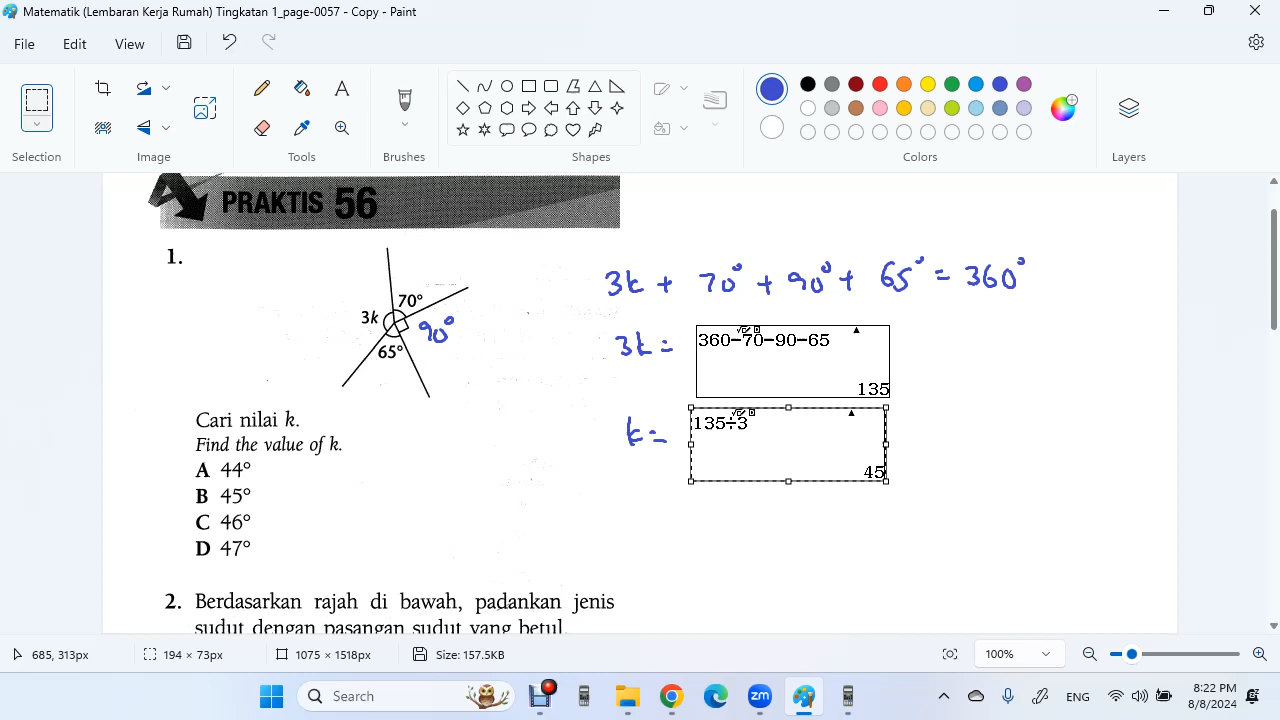 Matematik (Lembaran Kerja Rumah) Tingkatan 1_page-0057 - Copy - Paint
File Edit View
Selection Image Tools Brushes Shapes Colors Layers
PRAKTIS 56
1.
70°
3k
90°
65°
3k + 70° + 90° + 65° = 360°
3k =
360−70−90−65
135
k =
135÷3
45
Cari nilai k.
Find the value of k.
A 44°
B 45°
C 46°
D 47°
2. Berdasarkan rajah di bawah, padankan jenis
sudut dengan pasangan sudut yang betul.
685, 313px 194 × 73px 1075 × 1518px Size: 157.5KB 100%
Search
zm
ENG
8:22 PM
8/8/2024